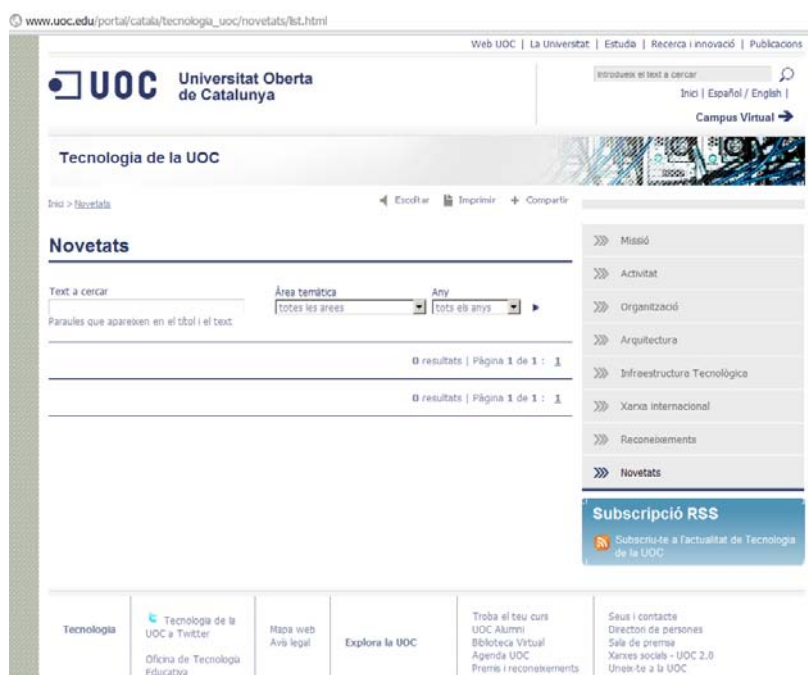 www.uoc.edu/portal/catala/tecnologia_uoc/novetats/list.html
Web UOC | La Universitat | Estudis | Recerca i innovació | Publicacions
UOC Universitat Oberta
de Catalunya
Introdueix el text a cercar
Inici | Español / English |
Campus Virtual
Tecnologia de la UOC
Inici > Novetats
Escoltar Imprimir Compartir
Novetats
Text a cercar Àrea temàtica Any
totes les àrees tots els anys
Paraules que apareixen en el títol i el text
0 resultats | Pàgina 1 de 1 : 1
0 resultats | Pàgina 1 de 1 : 1
Missió
Activitat
Organització
Arquitectura
Infraestructura Tecnològica
Xarxa internacional
Reconeixements
Novetats
Subscripció RSS
Subscriu-te a l'actualitat de Tecnologia
de la UOC
Tecnologia
Tecnologia de la
UOC a Twitter
Oficina de Tecnologia
Educativa
Mapa web
Avís legal
Explora la UOC
Troba el teu curs
UOC Alumni
Biblioteca Virtual
Agenda UOC
Premis i reconeixements
Seus i contacte
Directori de persones
Sala de premsa
Xarxes socials - UOC 2.0
Uneix-te a la UOC